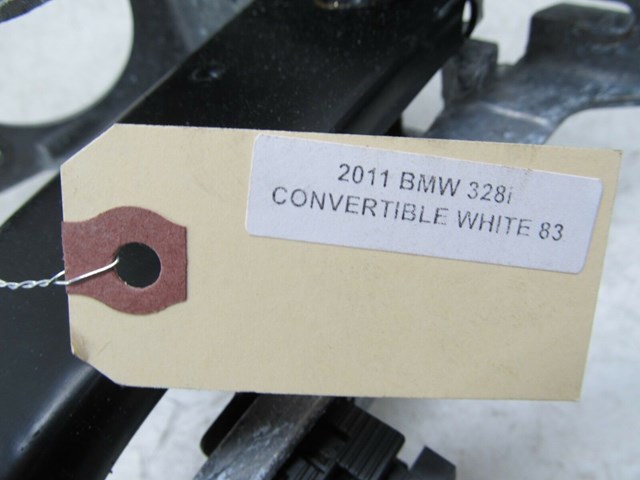 2011 BMW 328i
CONVERTIBLE WHITE 83